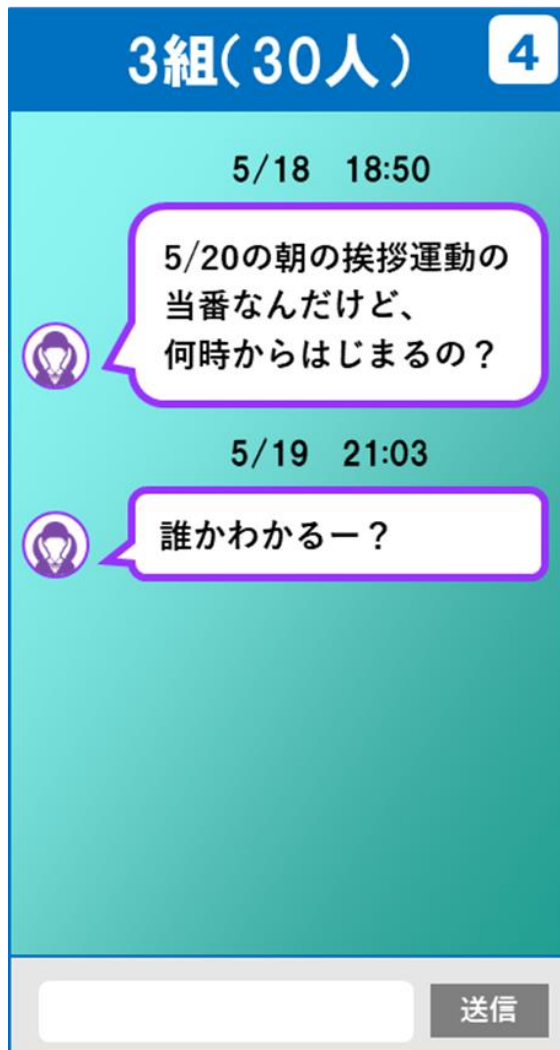 3組(30人)
4
5/18 18:50
5/20の朝の挨拶運動の
当番なんだけど、
何時からはじまるの？
5/19 21:03
誰かわかるー？
送信